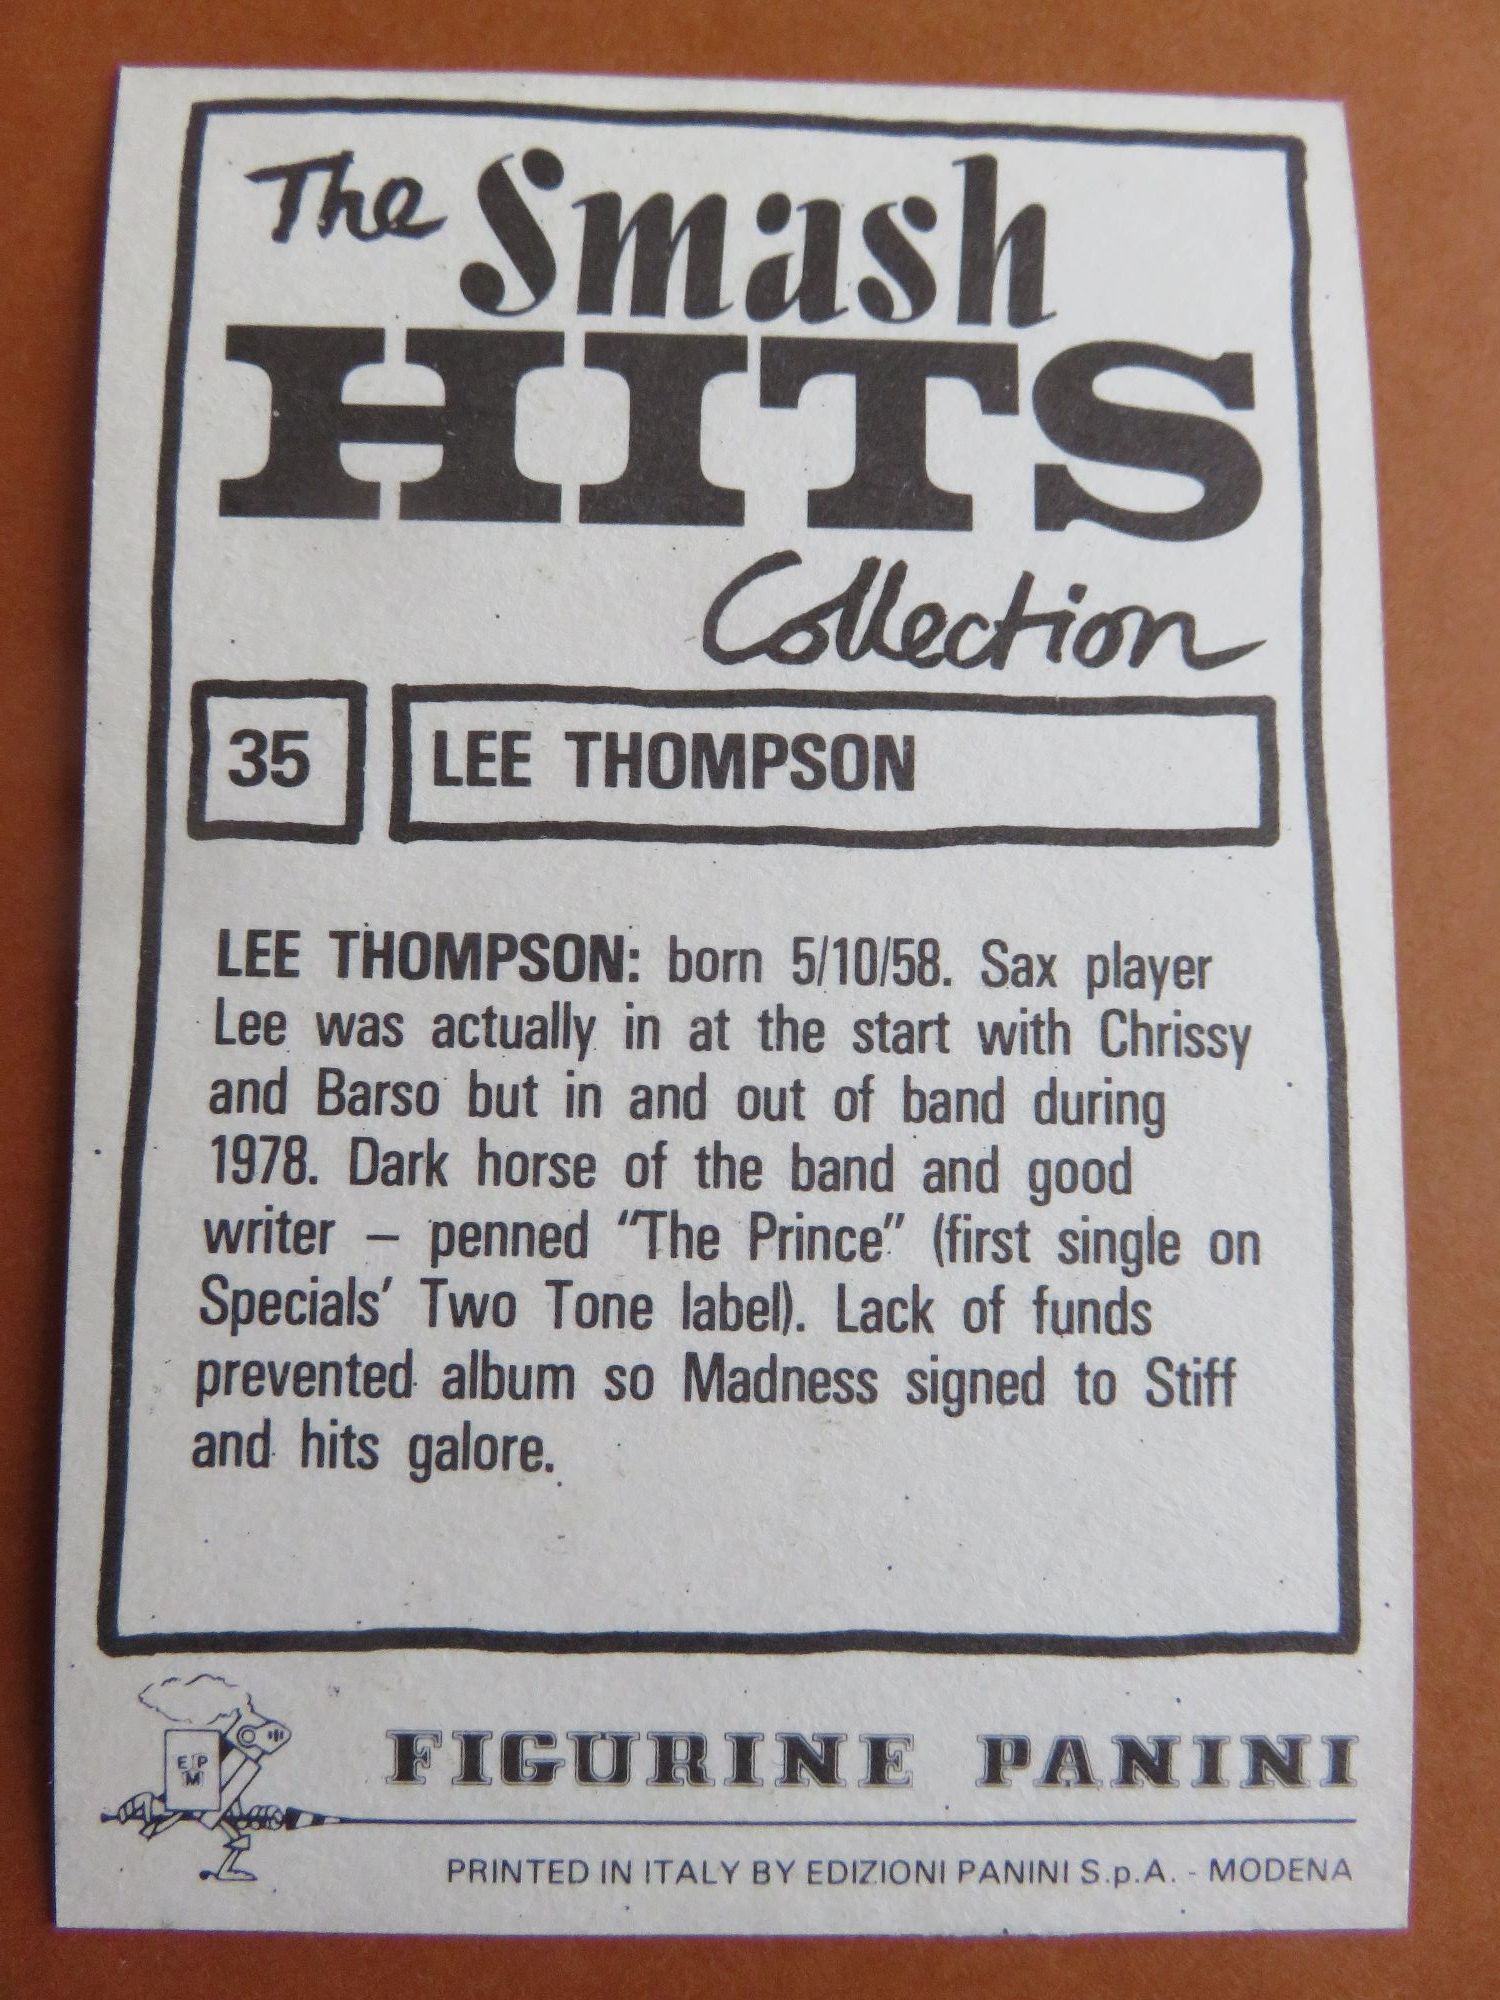 The Smash
HITS
Collection
35 LEE THOMPSON
LEE THOMPSON: born 5/10/58. Sax player
Lee was actually in at the start with Chrissy
and Barso but in and out of band during
1978. Dark horse of the band and good
writer – penned "The Prince" (first single on
Specials' Two Tone label). Lack of funds
prevented album so Madness signed to Stiff
and hits galore.
EPM
FIGURINE PANINI
PRINTED IN ITALY BY EDIZIONI PANINI S.p.A. - MODENA